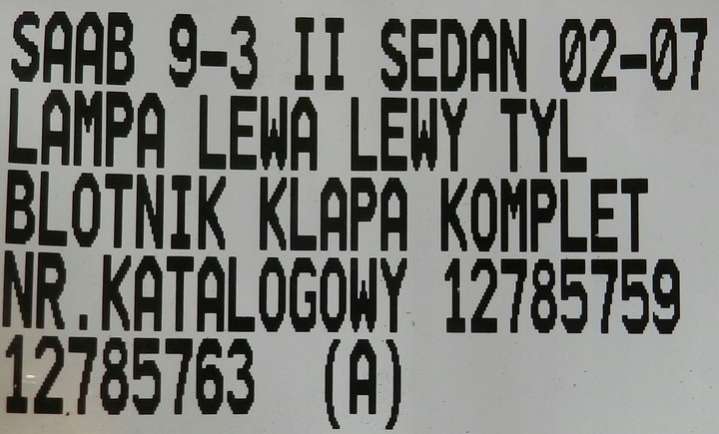 SAAB 9-3 II SEDAN 02-07
LAMPA LEWA LEWY TYL
BLOTNIK KLAPA KOMPLET
NR.KATALOGOWY 12785759
12785763 (A)